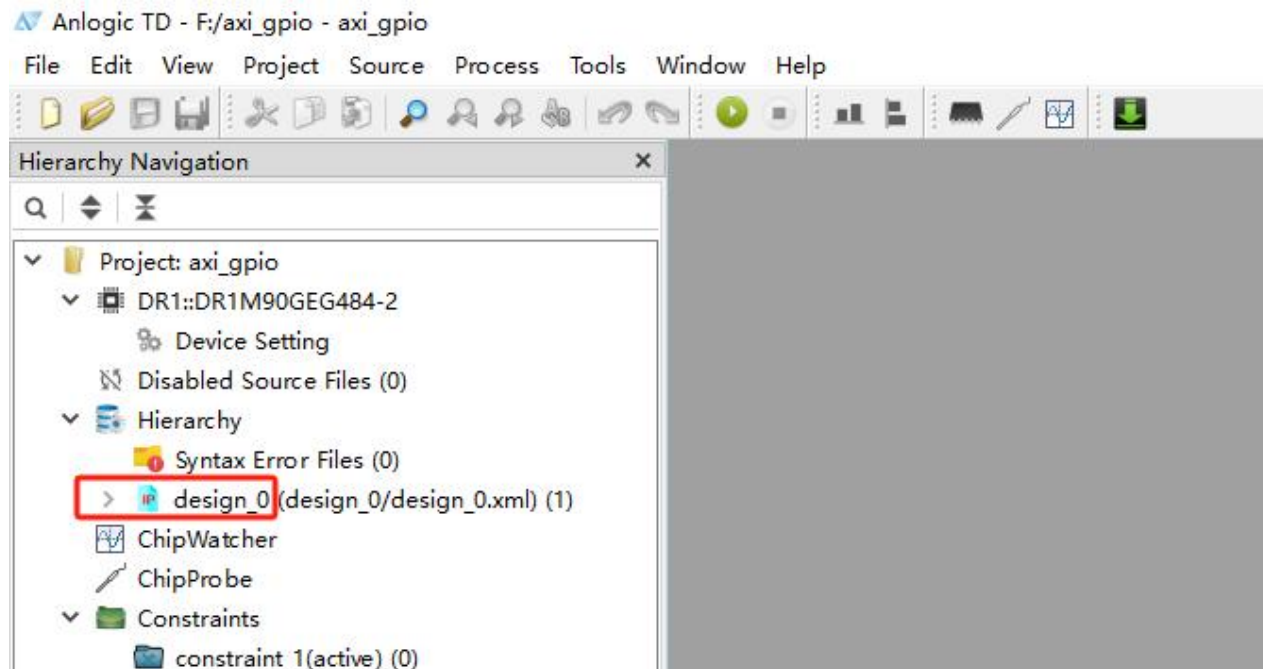 Anlogic TD - F:/axi_gpio - axi_gpio
File Edit View Project Source Process Tools Window Help
Hierarchy Navigation
Project: axi_gpio
DR1::DR1M90GEG484-2
Device Setting
Disabled Source Files (0)
Hierarchy
Syntax Error Files (0)
IP design_0 (design_0/design_0.xml) (1)
ChipWatcher
ChipProbe
Constraints
constraint_1(active) (0)